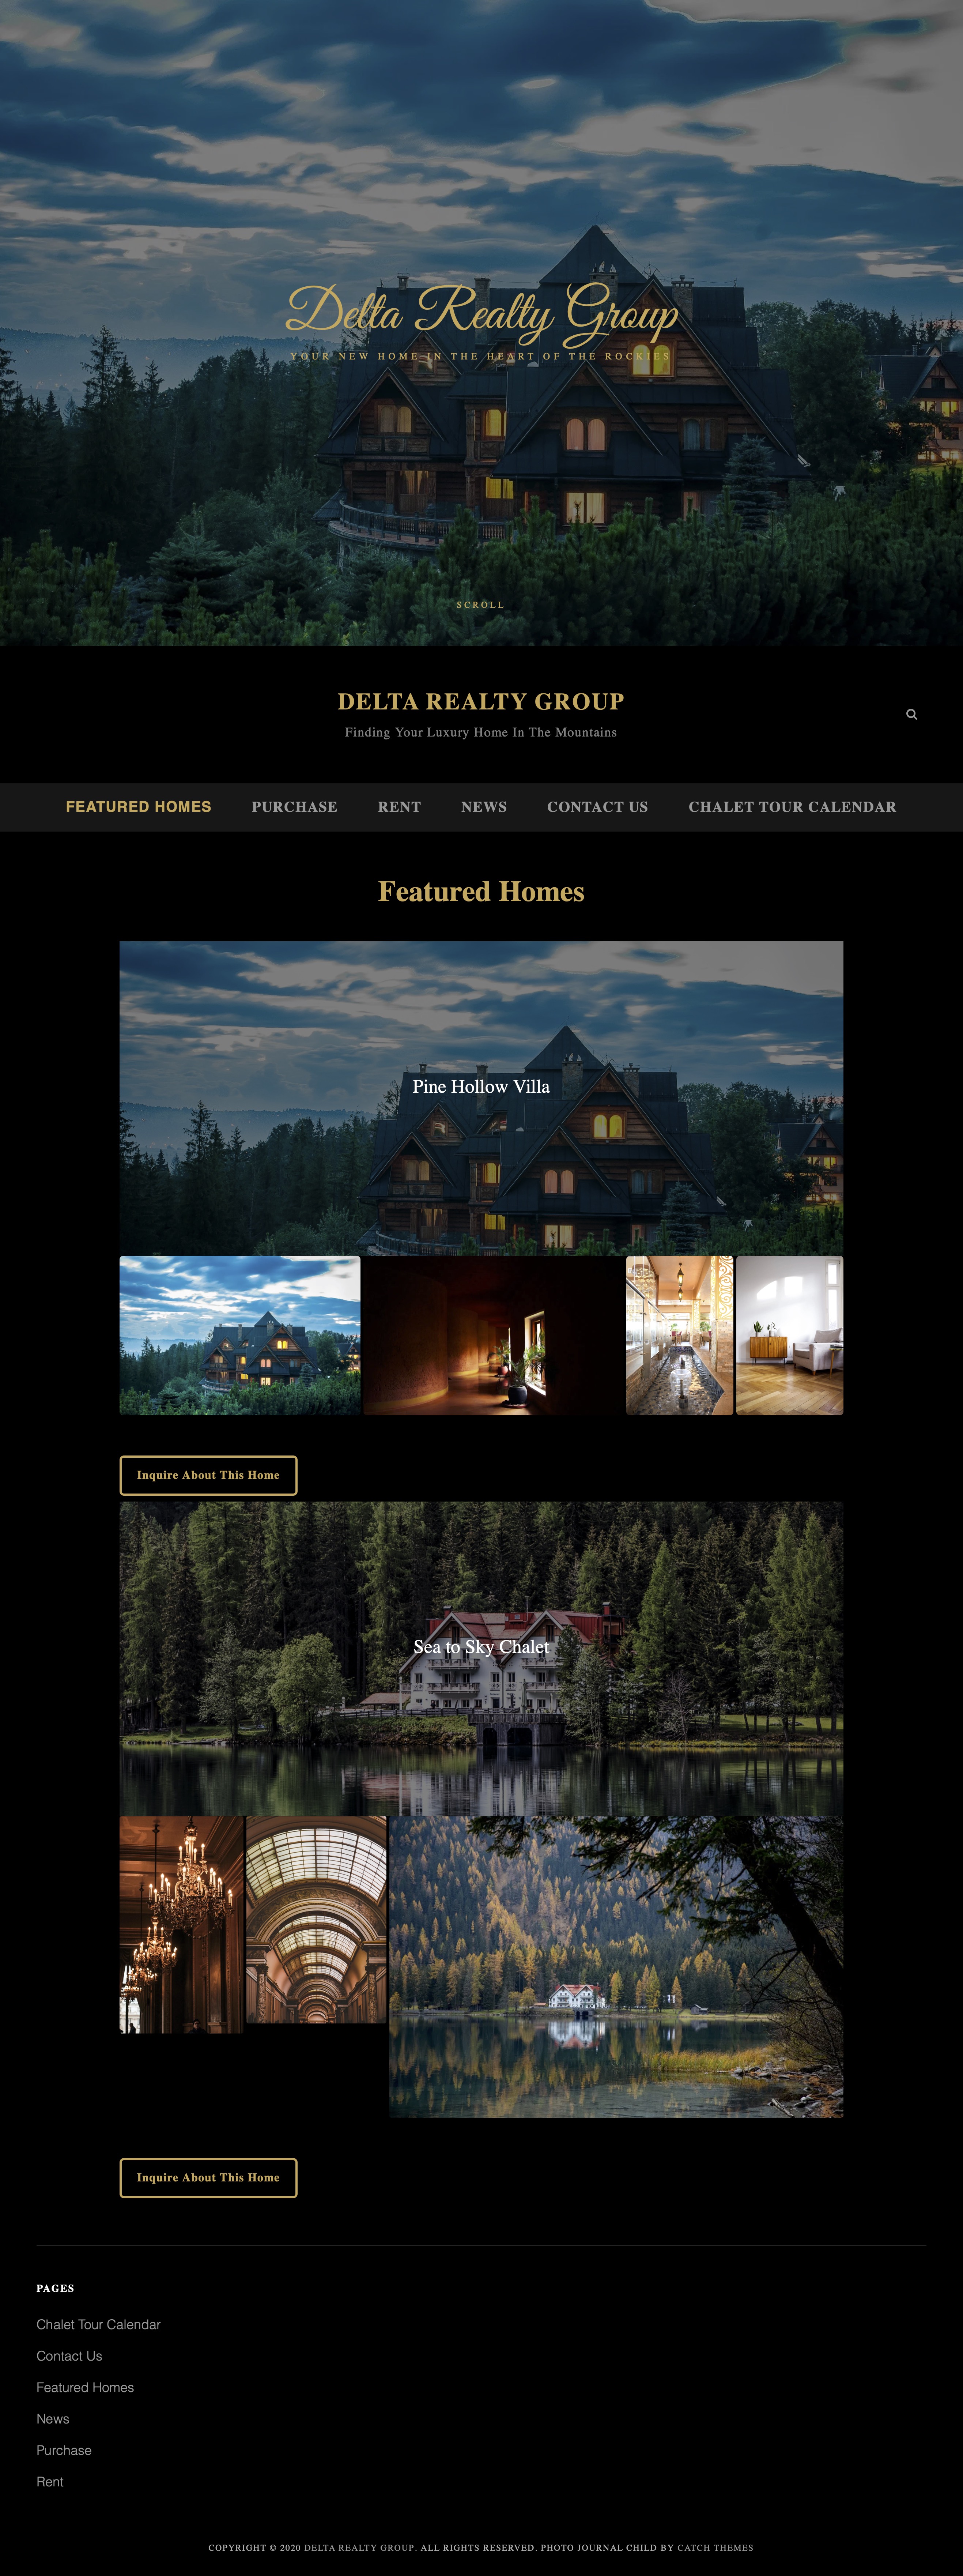 Delta Realty Group
YOUR NEW HOME IN THE HEART OF THE ROCKIES
SCROLL
DELTA REALTY GROUP
Finding Your Luxury Home In The Mountains
FEATURED HOMES PURCHASE RENT NEWS CONTACT US CHALET TOUR CALENDAR
Featured Homes
Pine Hollow Villa
Inquire About This Home
Sea to Sky Chalet
Inquire About This Home
PAGES
Chalet Tour Calendar
Contact Us
Featured Homes
News
Purchase
Rent
COPYRIGHT © 2020 DELTA REALTY GROUP. ALL RIGHTS RESERVED. PHOTO JOURNAL CHILD BY CATCH THEMES